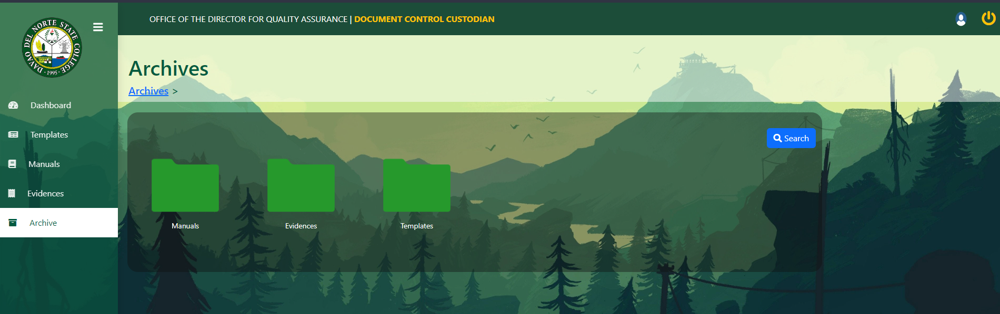 DAVAO DEL NORTE STATE COLLEGE
· 1995 ·
OFFICE OF THE DIRECTOR FOR QUALITY ASSURANCE | DOCUMENT CONTROL CUSTODIAN
Dashboard
Templates
Manuals
Evidences
Archive
Archives
Archives >
Search
Manuals
Evidences
Templates